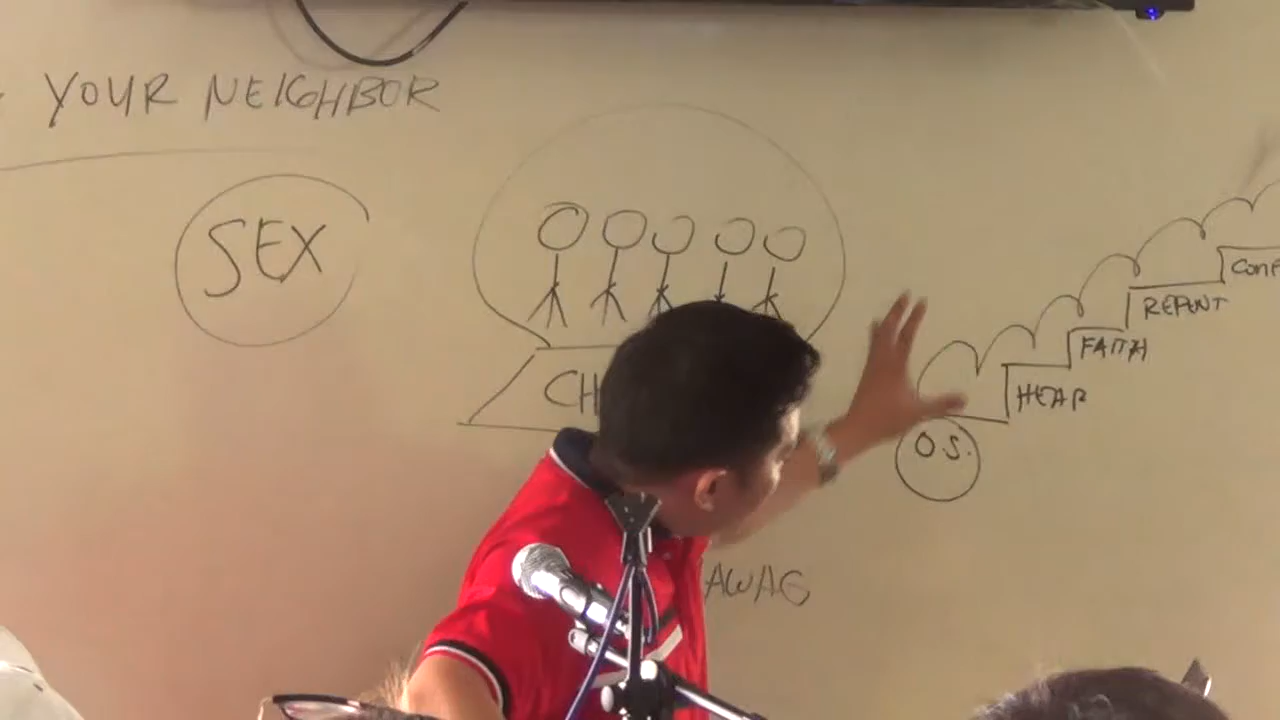 YOUR NEIGHBOR
SEX
CH
O.S.
HEAR
FAITH
REPENT
CONF
AWAG